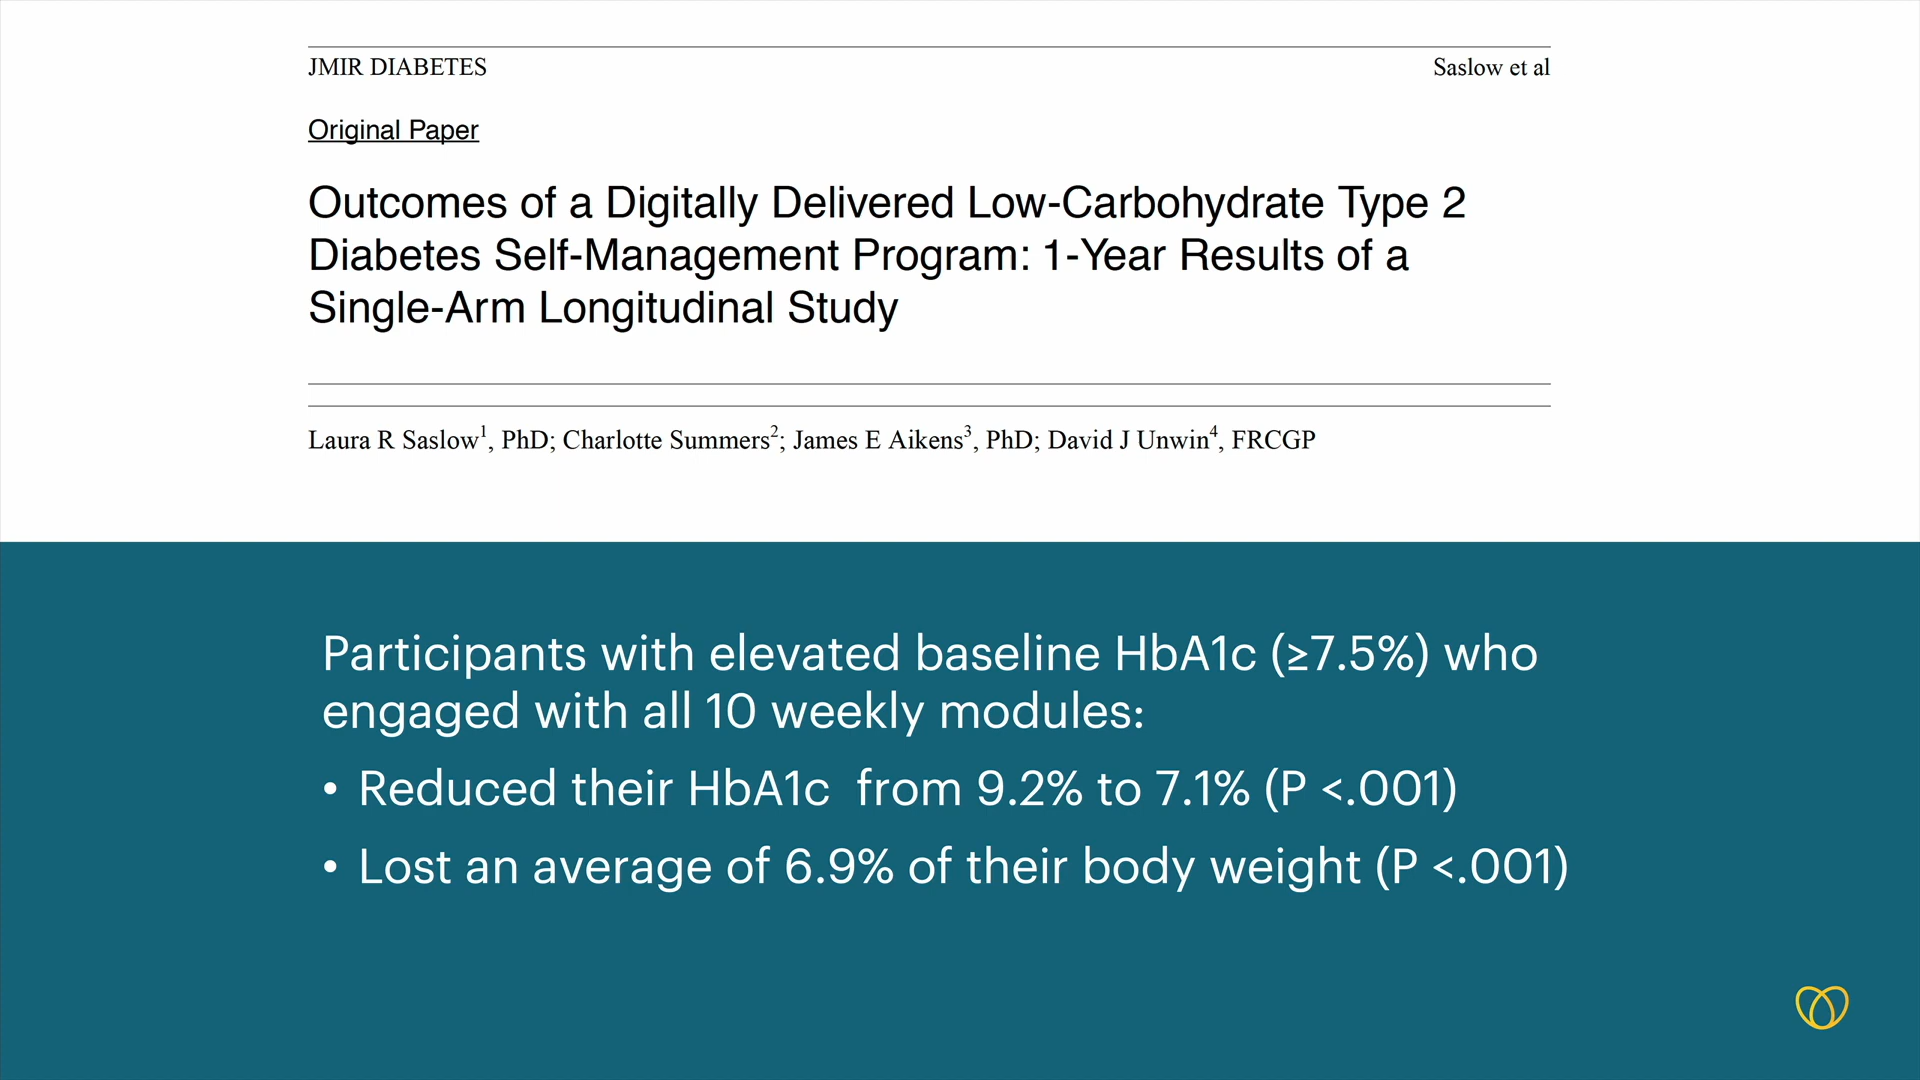 JMIR DIABETES
Saslow et al
Original Paper
Outcomes of a Digitally Delivered Low-Carbohydrate Type 2
Diabetes Self-Management Program: 1-Year Results of a
Single-Arm Longitudinal Study
Laura R Saslow¹, PhD; Charlotte Summers²; James E Aikens³, PhD; David J Unwin⁴, FRCGP
Participants with elevated baseline HbA1c (≥7.5%) who
engaged with all 10 weekly modules:
• Reduced their HbA1c  from 9.2% to 7.1% (P <.001)
• Lost an average of 6.9% of their body weight (P <.001)